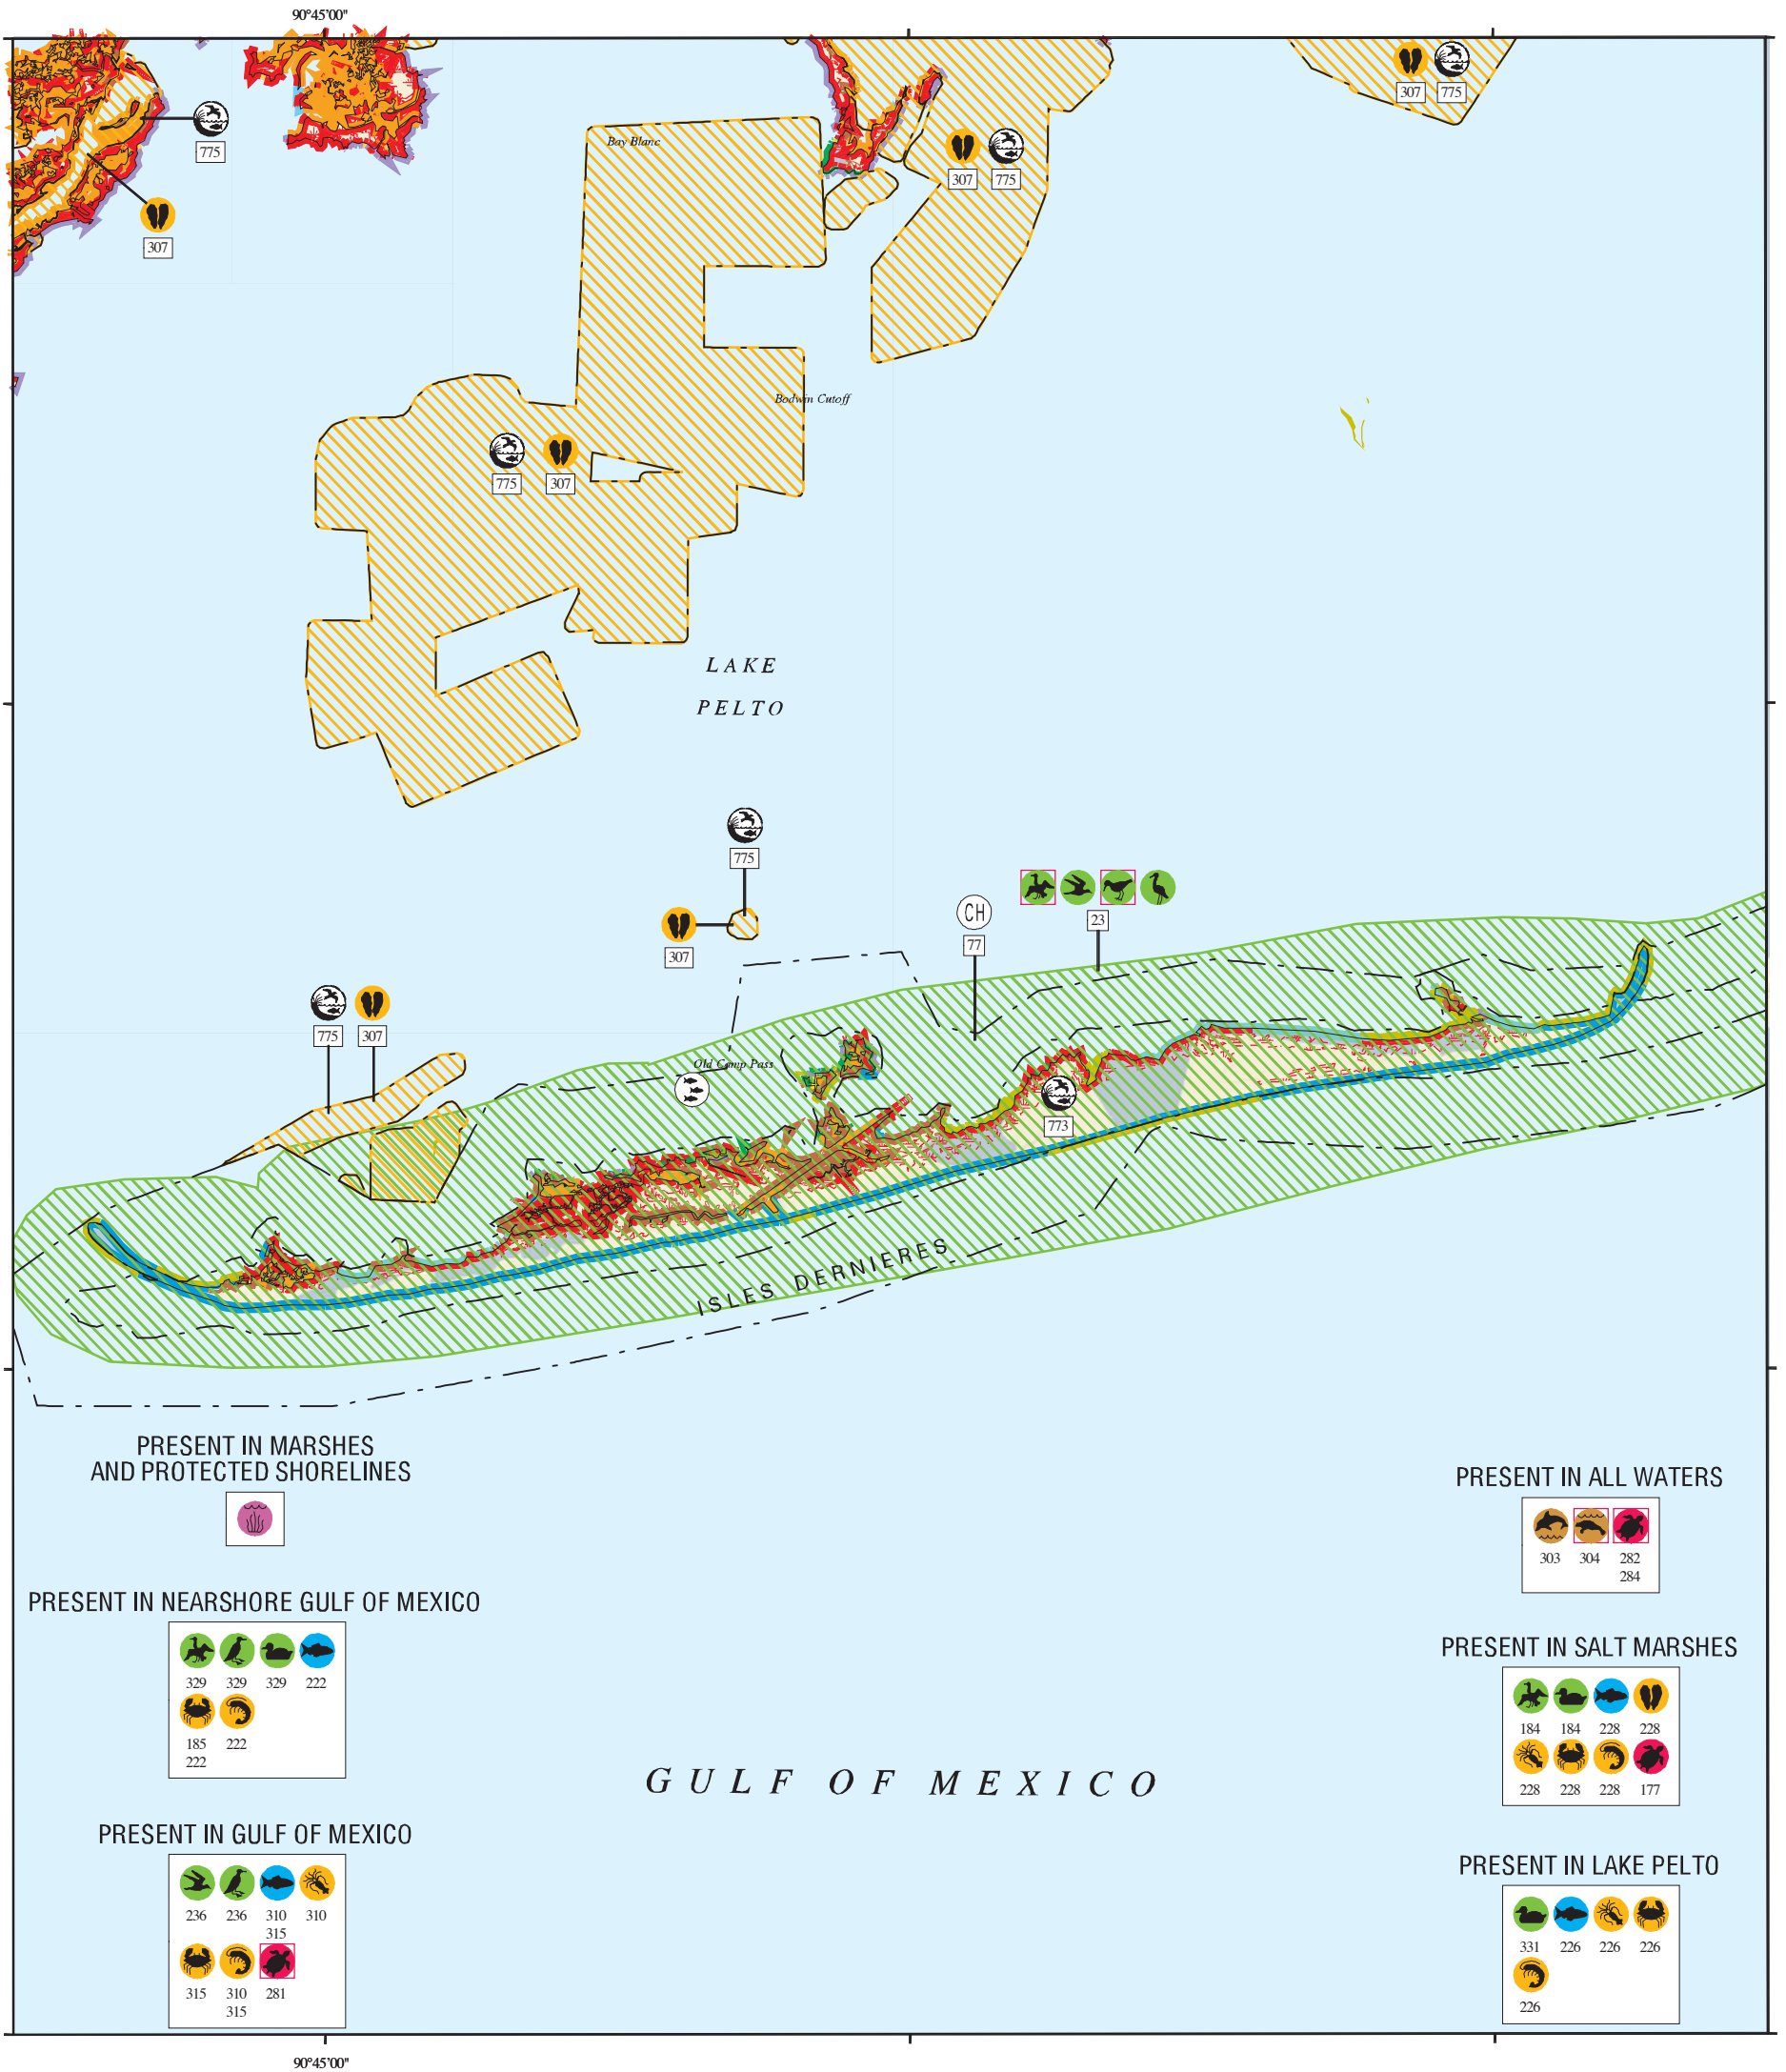 90°45'00"
307 775
775
Bay Blanc
307 775
307
Bodwin Cutoff
775 307
LAKE
PELTO
775
23
CH
77
307
775 307
Old Camp Pass
773
ISLES DERNIERES
PRESENT IN MARSHES
AND PROTECTED SHORELINES
PRESENT IN NEARSHORE GULF OF MEXICO
329 329 329 222
185 222
222
PRESENT IN GULF OF MEXICO
236 236 310 310
315
315 310 281
315
GULF OF MEXICO
PRESENT IN ALL WATERS
303 304 282
284
PRESENT IN SALT MARSHES
184 184 228 228
228 228 228 177
PRESENT IN LAKE PELTO
331 226 226 226
226
90°45'00"